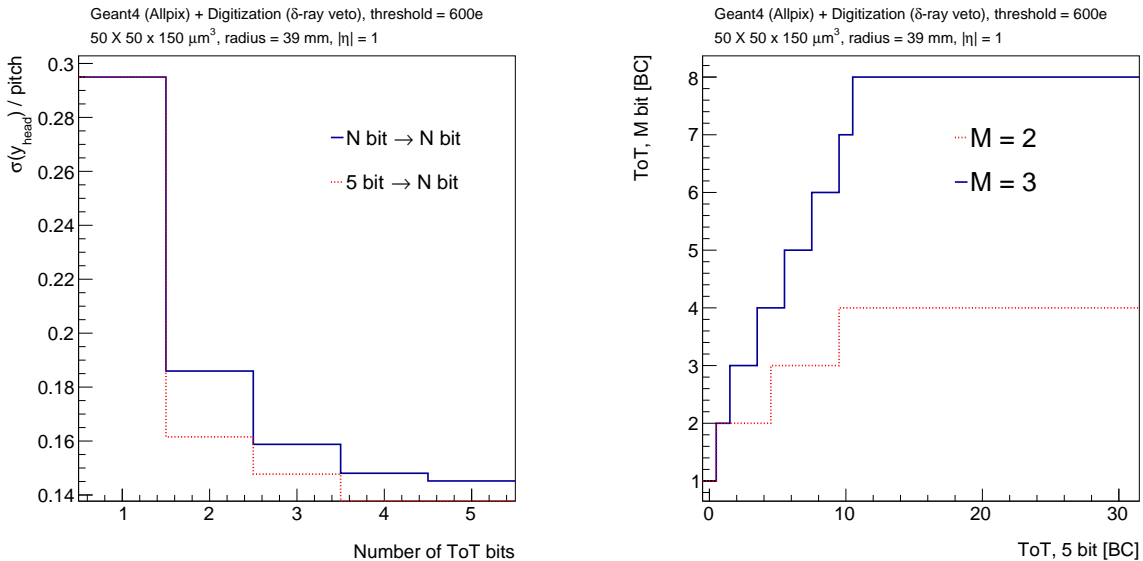 Geant4 (Allpix) + Digitization (δ-ray veto), threshold = 600e
50 X 50 x 150 μm³, radius = 39 mm, |η| = 1
σ(y_head) / pitch
0.3
0.28
0.26
0.24
0.22
0.2
0.18
0.16
0.14
N bit → N bit
5 bit → N bit
1 2 3 4 5
Number of ToT bits
Geant4 (Allpix) + Digitization (δ-ray veto), threshold = 600e
50 X 50 x 150 μm³, radius = 39 mm, |η| = 1
ToT, M bit [BC]
8
7
6
5
4
3
2
1
M = 2
M = 3
0 10 20 30
ToT, 5 bit [BC]